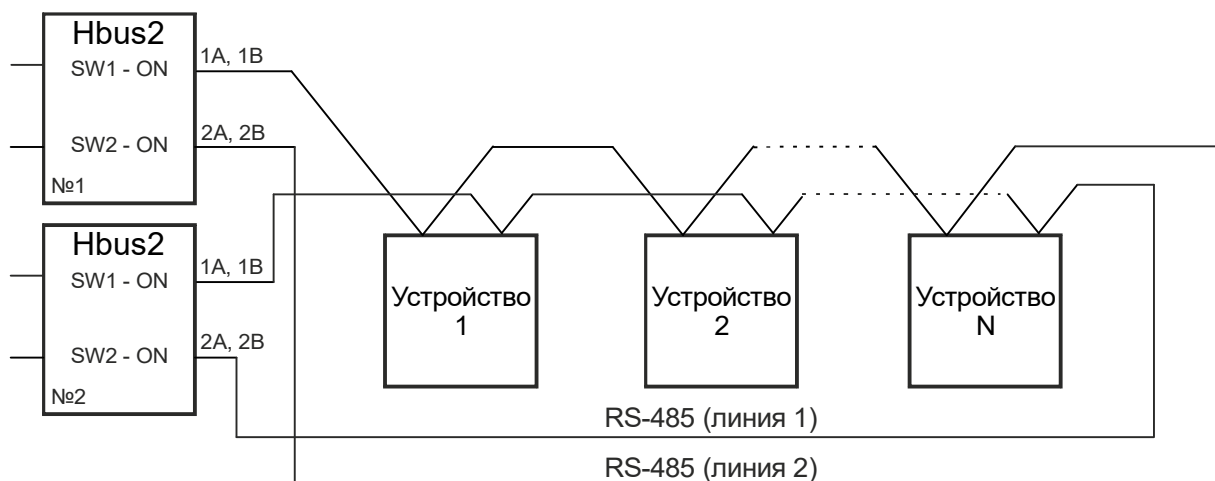 Hbus2
SW1 - ON
1A, 1B
SW2 - ON
2A, 2B
№1
Hbus2
SW1 - ON
1A, 1B
SW2 - ON
2A, 2B
№2
Устройство
1
Устройство
2
Устройство
N
RS-485 (линия 1)
RS-485 (линия 2)